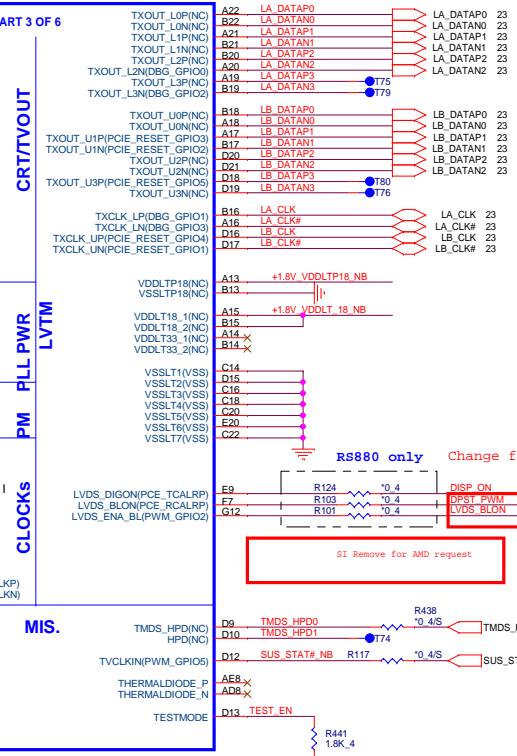 ART 3 OF 6
CRT/TVOUT
TXOUT_L0P(NC) A22 LA_DATAP0 LA_DATAP0 23
TXOUT_L0N(NC) B22 LA_DATAN0 LA_DATAN0 23
TXOUT_L1P(NC) A21 LA_DATAP1 LA_DATAP1 23
TXOUT_L1N(NC) B21 LA_DATAN1 LA_DATAN1 23
TXOUT_L2P(NC) B20 LA_DATAP2 LA_DATAP2 23
TXOUT_L2N(DBG_GPIO0) A20 LA_DATAN2 LA_DATAN2 23
TXOUT_L3P(NC) A19 LA_DATAP3 T75
TXOUT_L3N(DBG_GPIO2) B19 LA_DATAN3 T79
TXOUT_U0P(NC) B18 LB_DATAP0 LB_DATAP0 23
TXOUT_U0N(NC) A18 LB_DATAN0 LB_DATAN0 23
TXOUT_U1P(PCIE_RESET_GPIO3) A17 LB_DATAP1 LB_DATAP1 23
TXOUT_U1N(PCIE_RESET_GPIO2) B17 LB_DATAN1 LB_DATAN1 23
TXOUT_U2P(NC) D20 LB_DATAP2 LB_DATAP2 23
TXOUT_U2N(NC) D21 LB_DATAN2 LB_DATAN2 23
TXOUT_U3P(PCIE_RESET_GPIO5) D18 LB_DATAP3 T80
TXOUT_U3N(NC) D19 LB_DATAN3 T76
TXCLK_LP(DBG_GPIO1) B16 LA_CLK LA_CLK 23
TXCLK_LN(DBG_GPIO3) A16 LA_CLK# LA_CLK# 23
TXCLK_UP(PCIE_RESET_GPIO4) D16 LB_CLK LB_CLK 23
TXCLK_UN(PCIE_RESET_GPIO1) D17 LB_CLK# LB_CLK# 23
LVTM
PLL PWR
VDDLTP18(NC) A13 +1.8V_VDDLTP18_NB
VSSLTP18(NC) B13
VDDLT18_1(NC) A15 +1.8V_VDDLT_18_NB
VDDLT18_2(NC) B15
VDDLT33_1(NC) A14
VDDLT33_2(NC) B14
VSSLT1(VSS) C14
VSSLT2(VSS) D15
VSSLT3(VSS) C16
VSSLT4(VSS) C18
VSSLT5(VSS) C20
VSSLT6(VSS) E20
VSSLT7(VSS) C22
PM
CLOCKs
RS880 only Change f
LVDS_DIGON(PCE_TCALRP) E9 R124 *0_4 DISP_ON
LVDS_BLON(PCE_RCALRP) F7 R103 *0_4 DPST_PWM
LVDS_ENA_BL(PWM_GPIO2) G12 R101 *0_4 LVDS_BLON
SI Remove for AMD request
LKP)
LKN)
MIS.
R438
TMDS_HPD(NC) D9 TMDS_HPD0 *0_4/S
HPD(NC) D10 TMDS_HPD1 T74
TVCLKIN(PWM_GPIO5) D12 SUS_STAT#_NB R117 *0_4/S
THERMALDIODE_P AE8
THERMALDIODE_N AD8
TESTMODE D13 TEST_EN
R441
1.8K_4